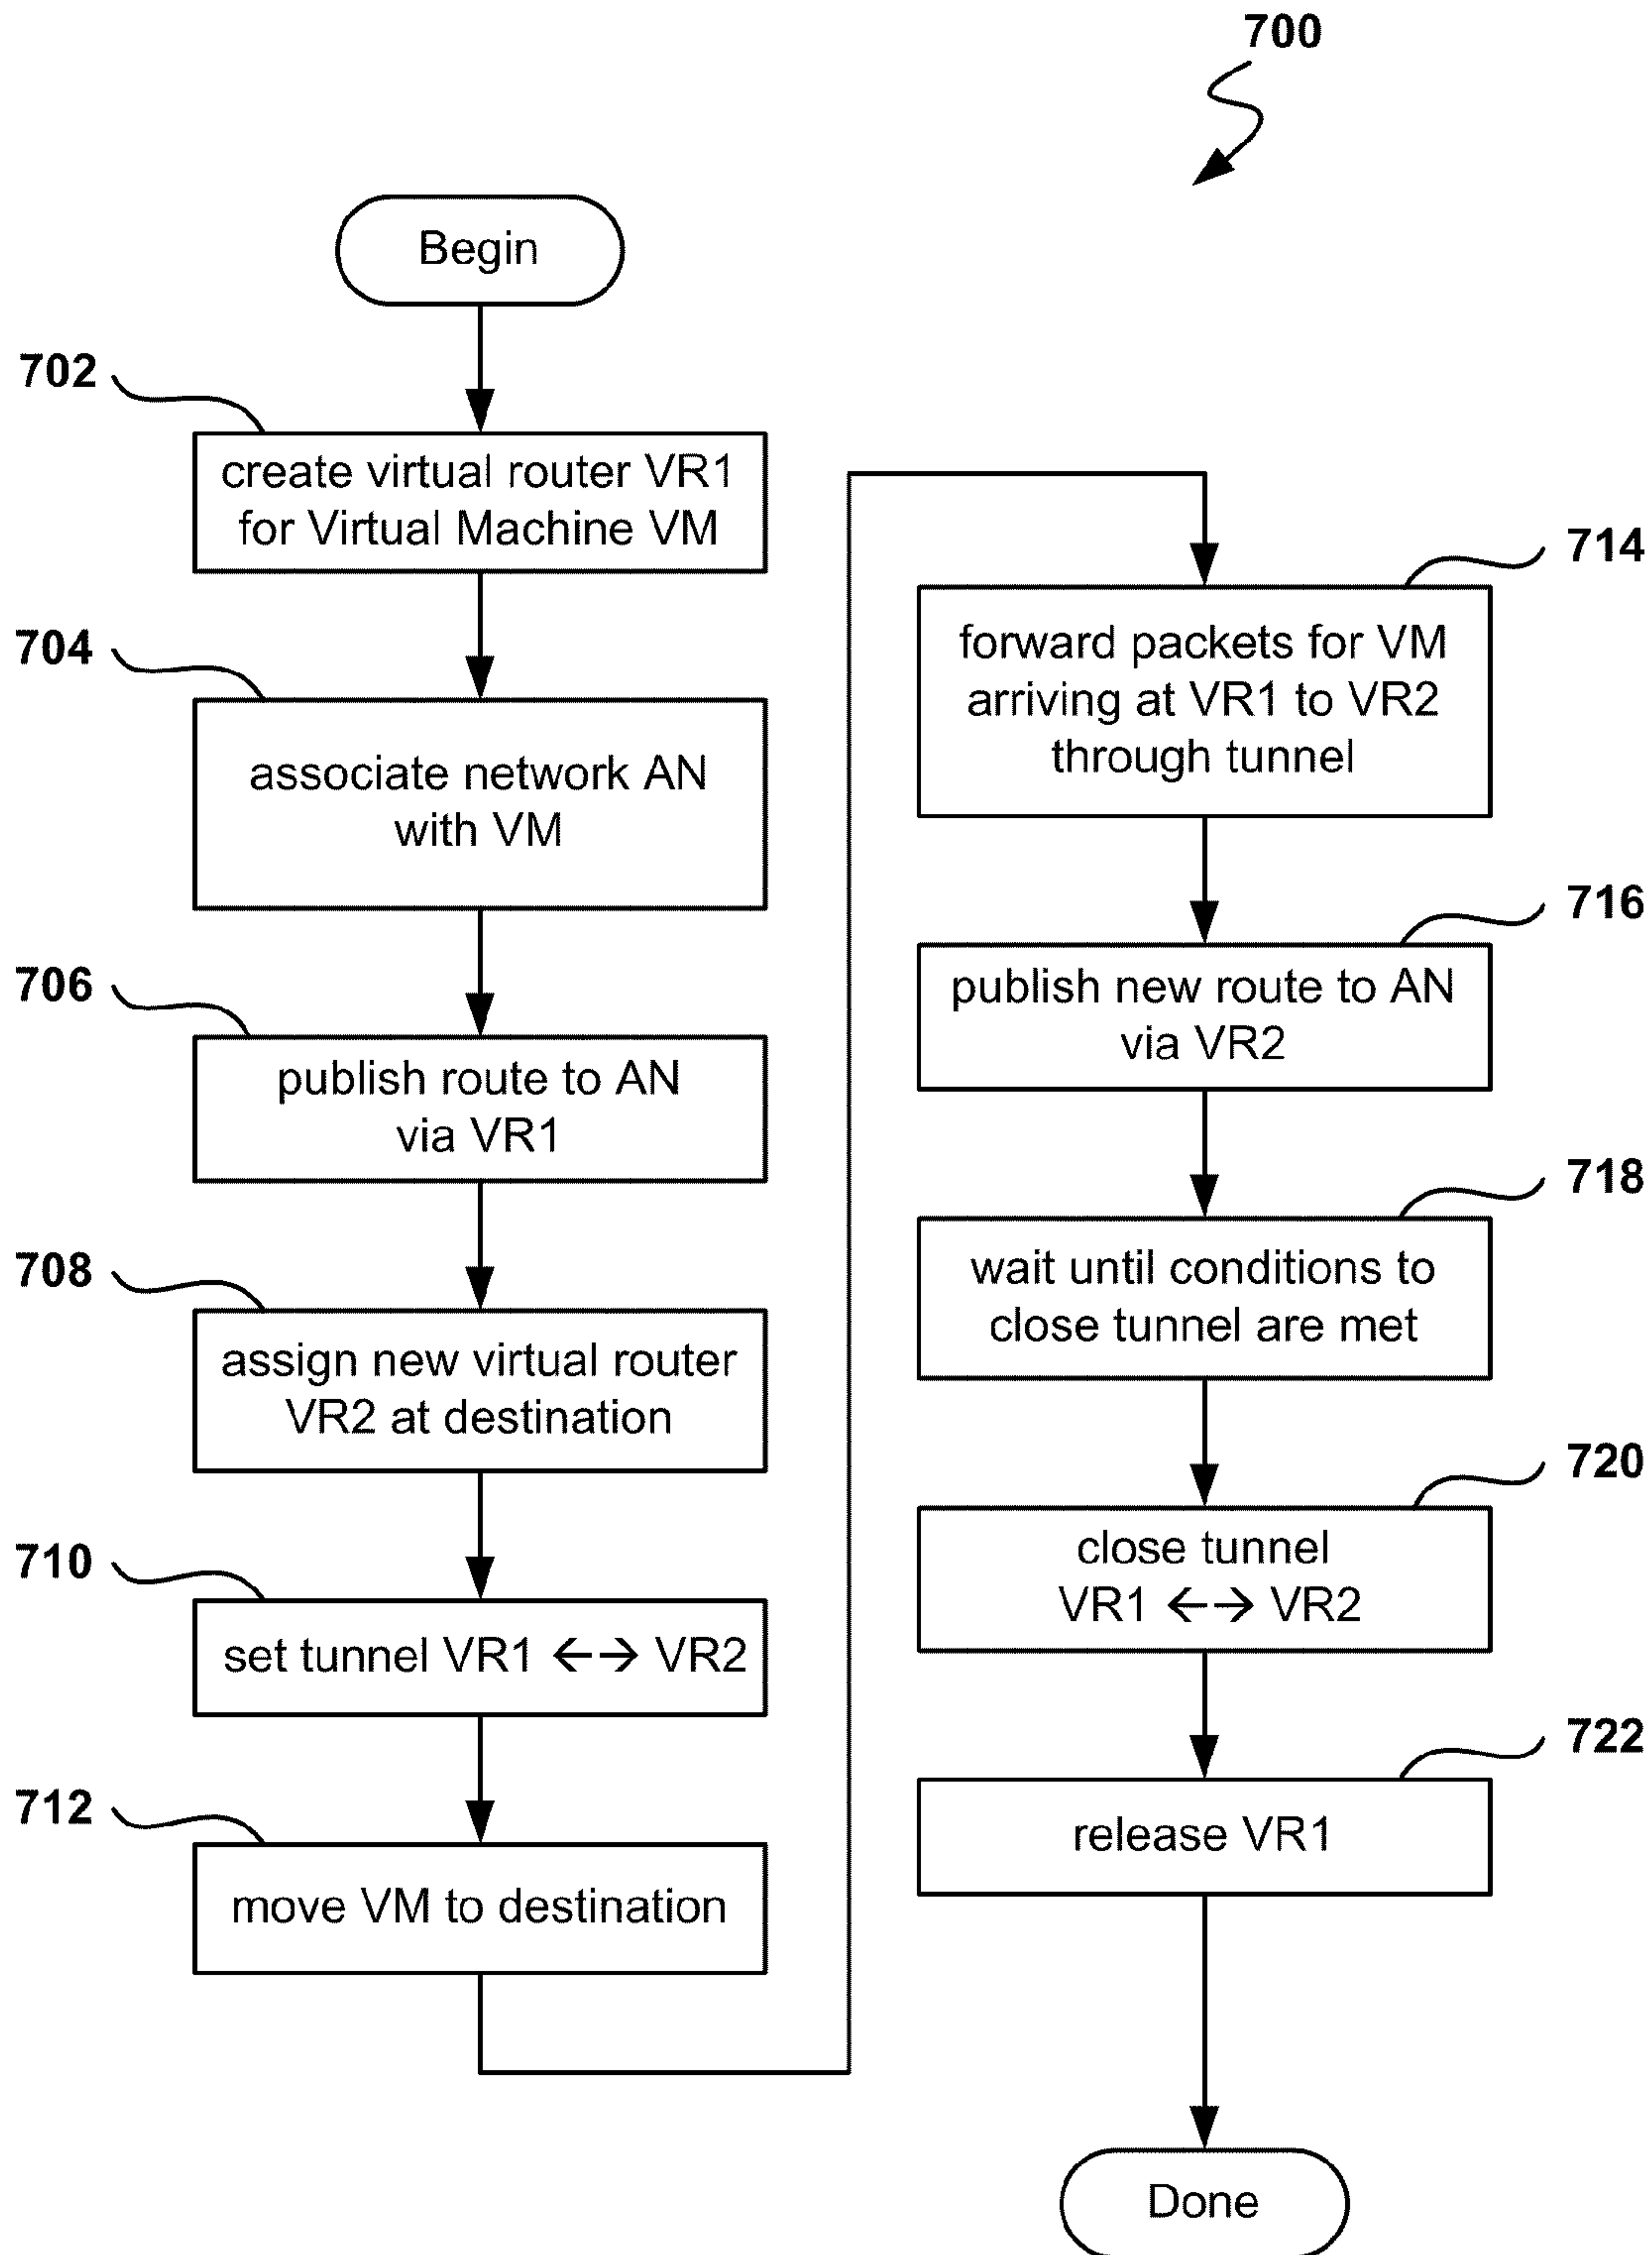 700
Begin
702
create virtual router VR1
for Virtual Machine VM
704
associate network AN
with VM
706
publish route to AN
via VR1
708
assign new virtual router
VR2 at destination
710
set tunnel VR1 ←→ VR2
712
move VM to destination
714
forward packets for VM
arriving at VR1 to VR2
through tunnel
716
publish new route to AN
via VR2
718
wait until conditions to
close tunnel are met
720
close tunnel
VR1 ←→ VR2
722
release VR1
Done